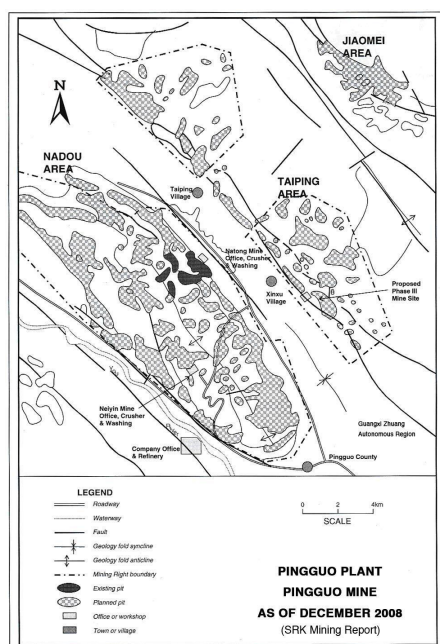 JIAOMEI
AREA
N
NADOU
AREA
Taiping
Village
TAIPING
AREA
Natong Mine
Office, Crusher
& Washing
Xinxu
Village
Proposed
Phase III
Mine Site
Neiyin Mine
Office, Crusher
& Washing
Company Office
& Refinery
Guangxi Zhuang
Autonomous Region
Pingguo County
LEGEND
Roadway
Waterway
Fault
Geology fold syncline
Geology fold anticline
Mining Right boundary
Existing pit
Planned pit
Office or workshop
Town or village
0 2 4km
SCALE
PINGGUO PLANT
PINGGUO MINE
AS OF DECEMBER 2008
(SRK Mining Report)